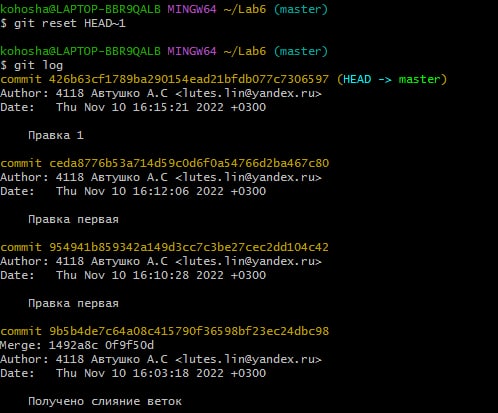 kohosha@LAPTOP-BBR9QALB MINGW64 ~/Lab6 (master)
$ git reset HEAD~1
kohosha@LAPTOP-BBR9QALB MINGW64 ~/Lab6 (master)
$ git log
commit 426b63cf1789ba290154ead21bfdb077c7306597 (HEAD -> master)
Author: 4118 Автушко А.С <lutes.lin@yandex.ru>
Date:   Thu Nov 10 16:15:21 2022 +0300
Правка 1
commit ceda8776b53a714d59c0d6f0a54766d2ba467c80
Author: 4118 Автушко А.С <lutes.lin@yandex.ru>
Date:   Thu Nov 10 16:12:06 2022 +0300
Правка первая
commit 954941b859342a149d3cc7c3be27cec2dd104c42
Author: 4118 Автушко А.С <lutes.lin@yandex.ru>
Date:   Thu Nov 10 16:10:28 2022 +0300
Правка первая
commit 9b5b4de7c64a08c415790f36598bf23ec24dbc98
Merge: 1492a8c 0f9f50d
Author: 4118 Автушко А.С <lutes.lin@yandex.ru>
Date:   Thu Nov 10 16:03:18 2022 +0300
Получено слияние веток